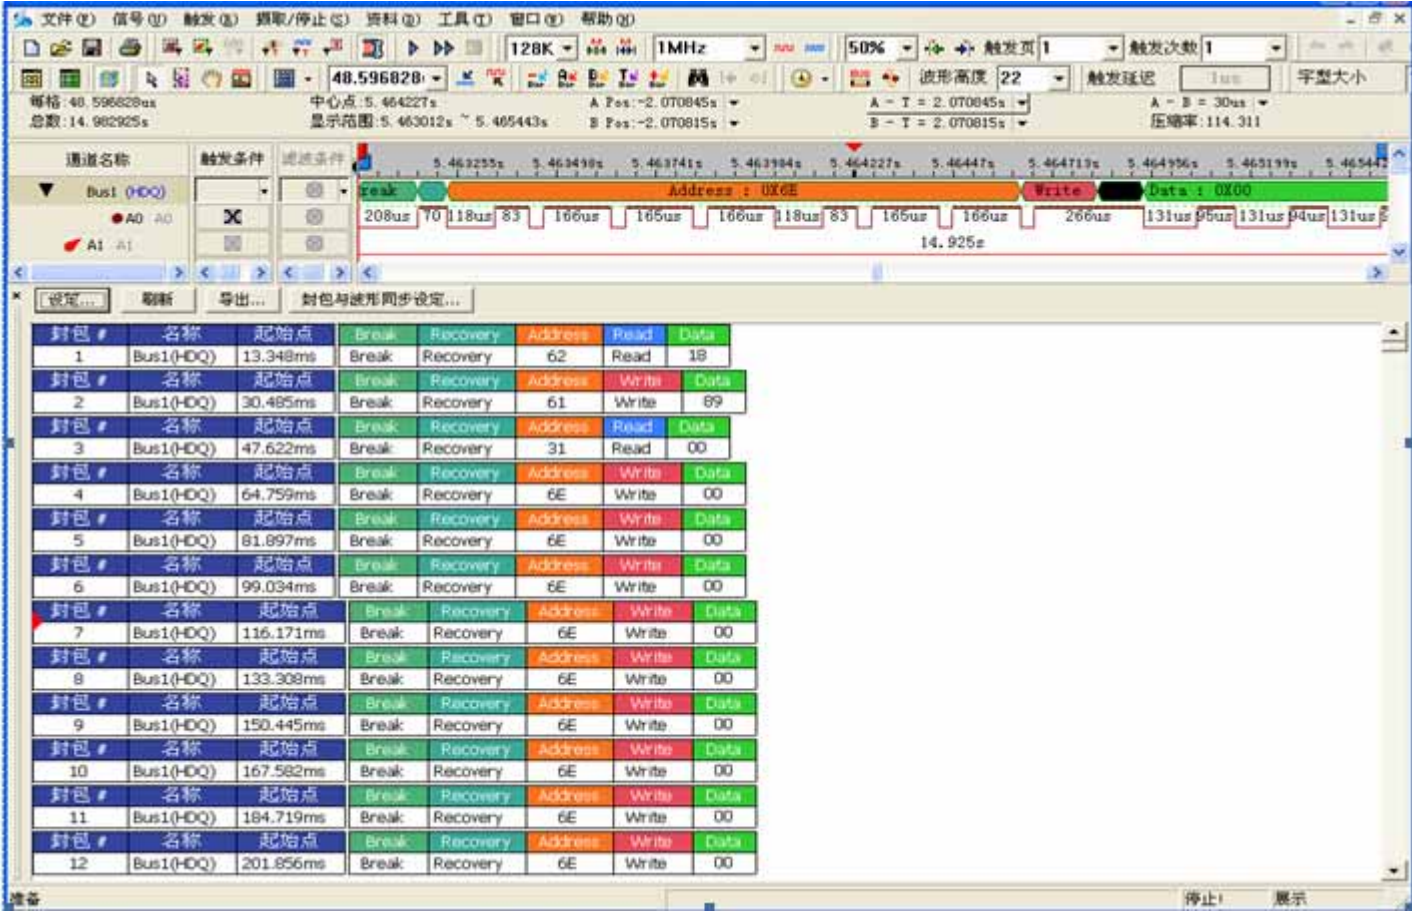 文件(F) 信号(U) 触发(R) 撷取/停止(S) 资料(D) 工具(T) 窗口(W) 帮助(H)
128K 1MHz 50% 触发页 1 触发次数 1
48.596828 波形高度 22 触发延迟 1us 字型大小
每格:48.596828us 中心点:5.464227s A Pos:-2.070845s A - T = 2.070845s A - B = 30us
总数:14.982925s 显示范围:5.463012s ~ 5.465443s B Pos:-2.070815s B - T = 2.070815s 压缩率:114.311
通道名称 触发条件 滤波条件 5.463255s 5.463498s 5.463741s 5.463984s 5.464227s 5.46447s 5.464713s 5.464956s 5.465199s 5.46544
Bus1 (HDQ) reak Address : 0X6E Write Data : 0X00
A0 A0 208us 70 118us 83 166us 165us 166us 118us 83 165us 166us 266us 131us 95us 131us 94us 131us
A1 A1 14.925s
设定... 刷新 导出... 封包与波形同步设定...
封包 # 名称 起始点 Break Recovery Address Read Data
1 Bus1(HDQ) 13.348ms Break Recovery 62 Read 18
封包 # 名称 起始点 Break Recovery Address Write Data
2 Bus1(HDQ) 30.485ms Break Recovery 61 Write 89
封包 # 名称 起始点 Break Recovery Address Read Data
3 Bus1(HDQ) 47.622ms Break Recovery 31 Read 00
封包 # 名称 起始点 Break Recovery Address Write Data
4 Bus1(HDQ) 64.759ms Break Recovery 6E Write 00
封包 # 名称 起始点 Break Recovery Address Write Data
5 Bus1(HDQ) 81.897ms Break Recovery 6E Write 00
封包 # 名称 起始点 Break Recovery Address Write Data
6 Bus1(HDQ) 99.034ms Break Recovery 6E Write 00
封包 # 名称 起始点 Break Recovery Address Write Data
7 Bus1(HDQ) 116.171ms Break Recovery 6E Write 00
封包 # 名称 起始点 Break Recovery Address Write Data
8 Bus1(HDQ) 133.308ms Break Recovery 6E Write 00
封包 # 名称 起始点 Break Recovery Address Write Data
9 Bus1(HDQ) 150.445ms Break Recovery 6E Write 00
封包 # 名称 起始点 Break Recovery Address Write Data
10 Bus1(HDQ) 167.582ms Break Recovery 6E Write 00
封包 # 名称 起始点 Break Recovery Address Write Data
11 Bus1(HDQ) 184.719ms Break Recovery 6E Write 00
封包 # 名称 起始点 Break Recovery Address Write Data
12 Bus1(HDQ) 201.856ms Break Recovery 6E Write 00
准备 停止! 展示